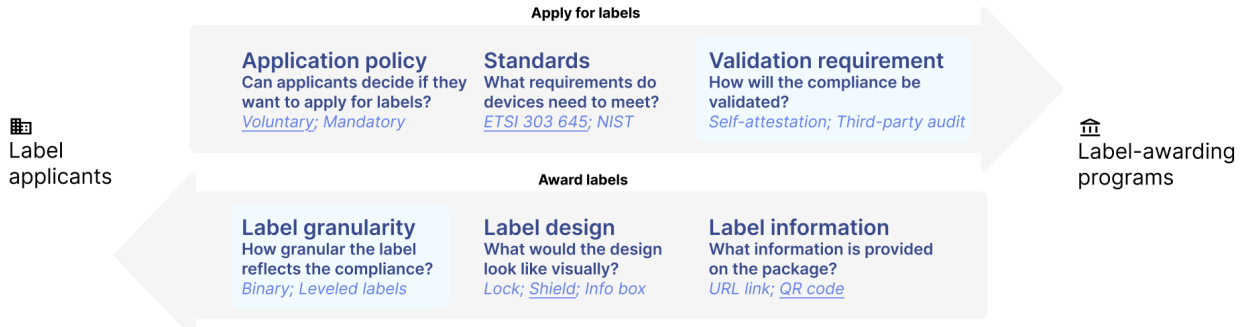 Apply for labels
Application policy
Can applicants decide if they
want to apply for labels?
Voluntary; Mandatory
Standards
What requirements do
devices need to meet?
ETSI 303 645; NIST
Validation requirement
How will the compliance be
validated?
Self-attestation; Third-party audit
Label
applicants
Label-awarding
programs
Award labels
Label granularity
How granular the label
reflects the compliance?
Binary; Leveled labels
Label design
What would the design
look like visually?
Lock; Shield; Info box
Label information
What information is provided
on the package?
URL link; QR code